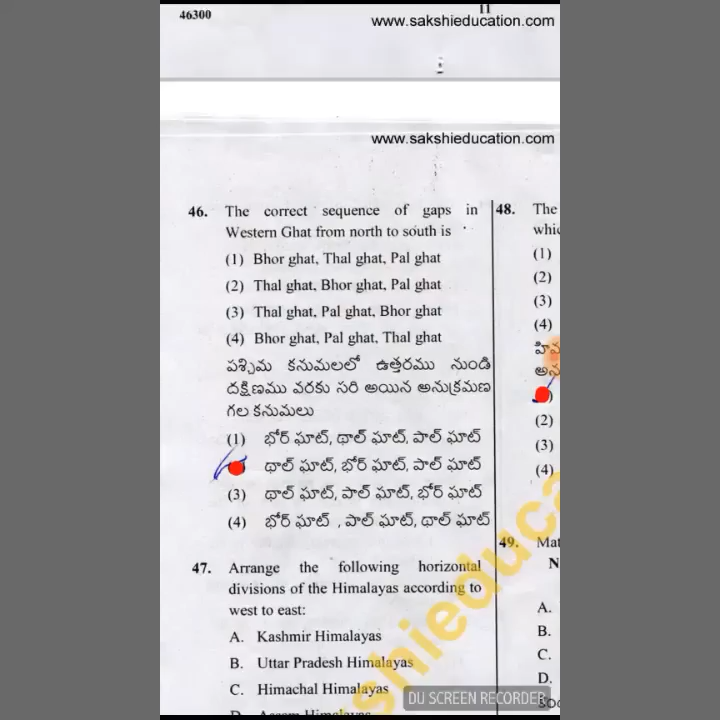 46300
11
www.sakshieducation.com
www.sakshieducation.com
46. The correct sequence of gaps in
Western Ghat from north to south is
(1) Bhor ghat, Thal ghat, Pal ghat
(2) Thal ghat, Bhor ghat, Pal ghat
(3) Thal ghat, Pal ghat, Bhor ghat
(4) Bhor ghat, Pal ghat, Thal ghat
పశ్చిమ కనుమలలో ఉత్తరము నుండి
దక్షిణము వరకు సరి అయిన అనుక్రమణ
గల కనుమలు
(1) భోర్ ఘాట్, థాల్ ఘాట్, పాల్ ఘాట్
థాల్ ఘాట్, భోర్ ఘాట్, పాల్ ఘాట్
(3) థాల్ ఘాట్, పాల్ ఘాట్, భోర్ ఘాట్
(4) భోర్ ఘాట్ , పాల్ ఘాట్, థాల్ ఘాట్
47. Arrange the following horizontal
divisions of the Himalayas according to
west to east:
A. Kashmir Himalayas
B. Uttar Pradesh Himalayas
C. Himachal Himalayas
D. Assam Himalayas
48. The
(1)
(2)
(3)
(4)
(2)
(3)
(4)
49.
A.
B.
C.
D.
DU SCREEN RECORDER